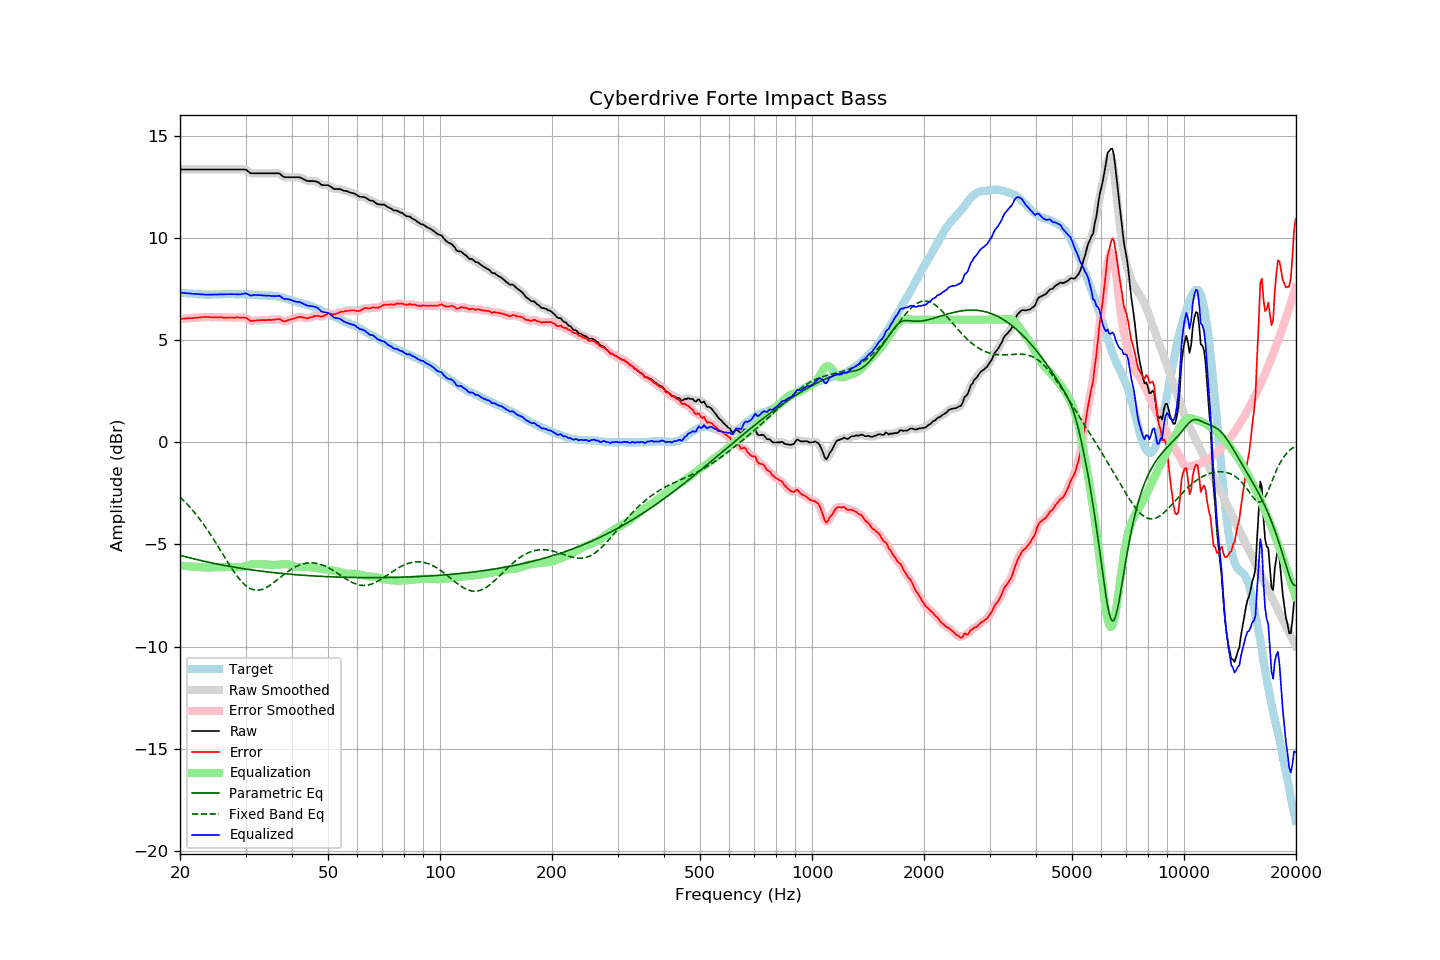 Cyberdrive Forte Impact Bass
Amplitude (dBr)
15
10
5
0
−5
−10
−15
−20
Target
Raw Smoothed
Error Smoothed
Raw
Error
Equalization
Parametric Eq
Fixed Band Eq
Equalized
20 50 100 200 500 1000 2000 5000 10000 20000
Frequency (Hz)